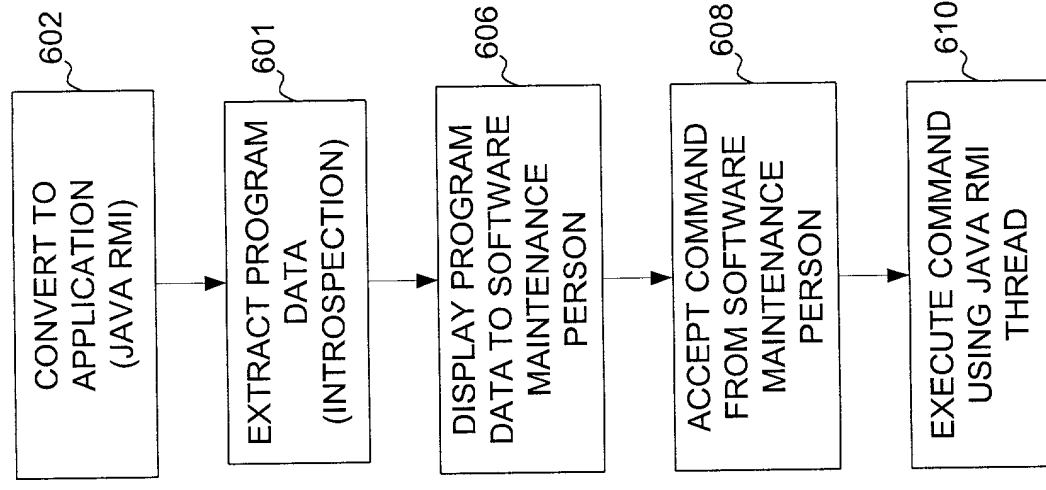 602
CONVERT TO
APPLICATION
(JAVA RMI)
601
EXTRACT PROGRAM
DATA
(INTROSPECTION)
606
DISPLAY PROGRAM
DATA TO SOFTWARE
MAINTENANCE
PERSON
608
ACCEPT COMMAND
FROM SOFTWARE
MAINTENANCE
PERSON
610
EXECUTE COMMAND
USING JAVA RMI
THREAD